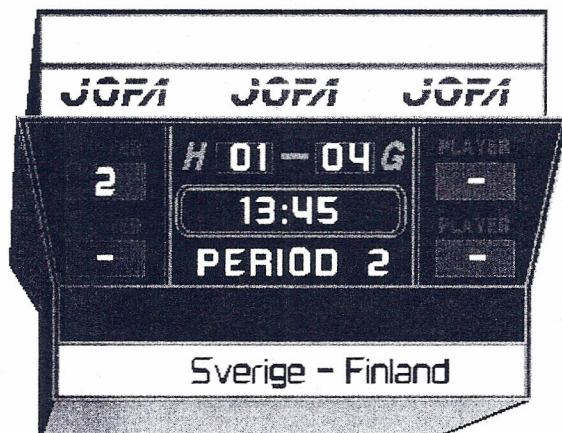 JOFA JOFA JOFA
H 01 - 04 G PLAYER
2 -
13:45
PLAYER
- PERIOD 2 -
Sverige - Finland